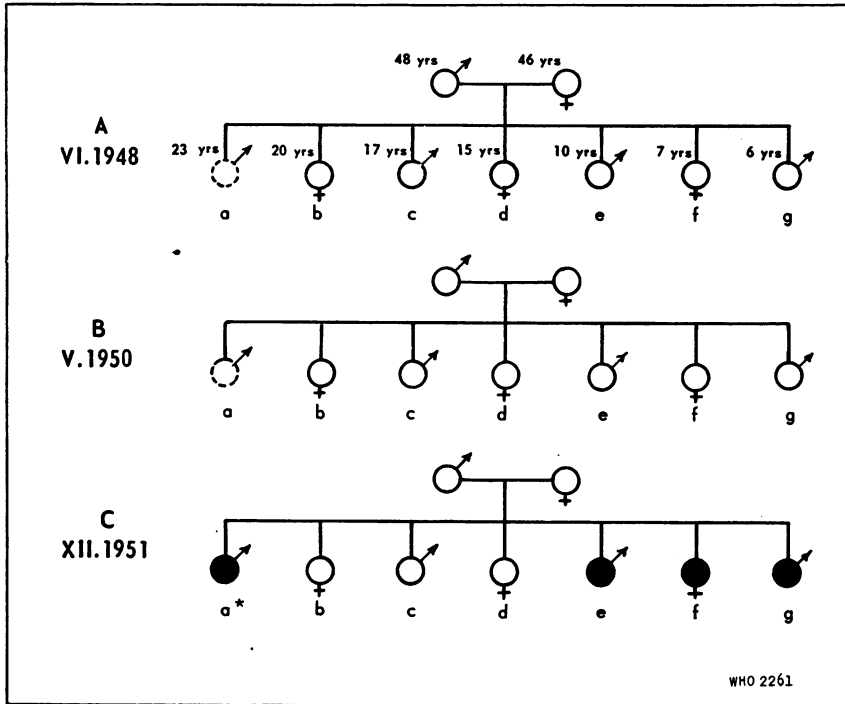 48 yrs 46 yrs
A
VI.1948
23 yrs 20 yrs 17 yrs 15 yrs 10 yrs 7 yrs 6 yrs
a b c d e f g
B
V.1950
a b c d e f g
C
XII.1951
a* b c d e f g
WHO 2261